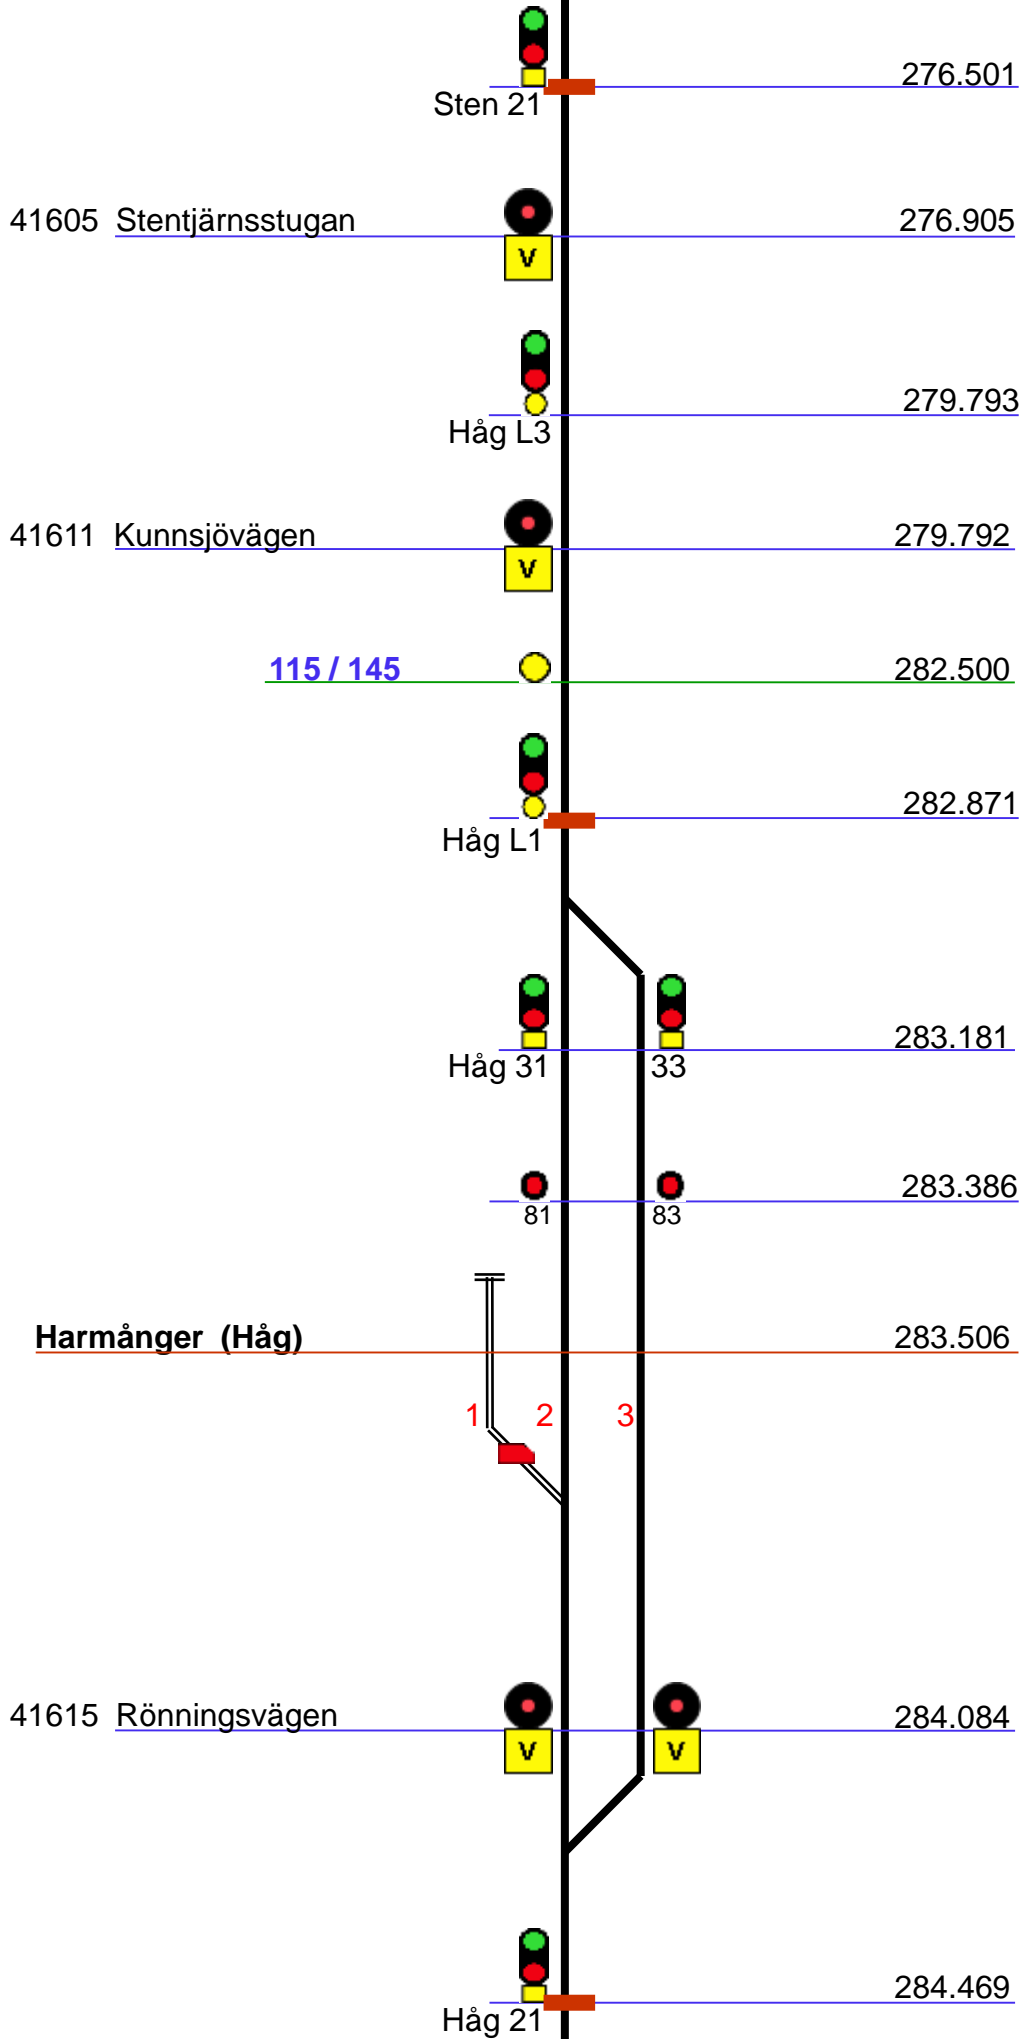 276.501
Sten 21
41605 Stentjärnsstugan 276.905
V
279.793
Håg L3
41611 Kunnsjövägen 279.792
V
115 / 145 282.500
282.871
Håg L1
283.181
Håg 31 33
283.386
81 83
Harmånger (Håg) 283.506
1 2 3
41615 Rönningsvägen 284.084
V V
284.469
Håg 21